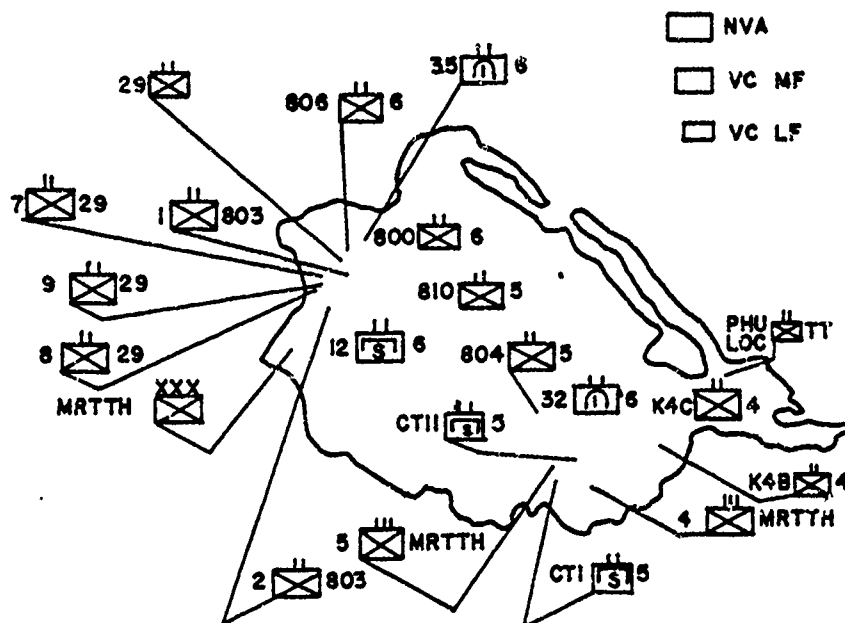 NVA
VC MF
VC LF
35 6
29
806 6
7 29
1 803
800 6
9 29
810 5
PHU LOC TT
8 29
12 S 6
804 5
MRTTH XXX
32 6
K4C 4
CT11 S 5
K4B 4
4 MRTTH
5 MRTTH
2 803
CT1 S 5